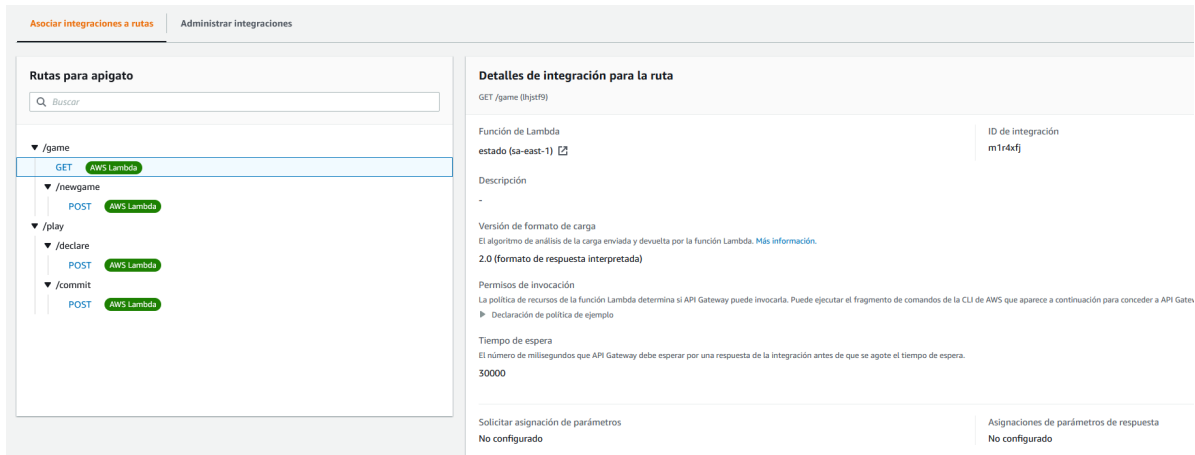 Asociar integraciones a rutas
Administrar integraciones
Rutas para apigato
Buscar
/game
GET AWS Lambda
/newgame
POST AWS Lambda
/play
/declare
POST AWS Lambda
/commit
POST AWS Lambda
Detalles de integración para la ruta
GET /game (lhjstf9)
Función de Lambda
estado (sa-east-1)
ID de integración
m1r4xfj
Descripción
-
Versión de formato de carga
El algoritmo de análisis de la carga enviada y devuelta por la función Lambda. Más información.
2.0 (formato de respuesta interpretada)
Permisos de invocación
La política de recursos de la función Lambda determina si API Gateway puede invocarla. Puede ejecutar el fragmento de comandos de la CLI de AWS que aparece a continuación para conceder a API
Declaración de política de ejemplo
Tiempo de espera
El número de milisegundos que API Gateway debe esperar por una respuesta de la integración antes de que se agote el tiempo de espera.
30000
Solicitar asignación de parámetros
No configurado
Asignaciones de parámetros de respuesta
No configurado